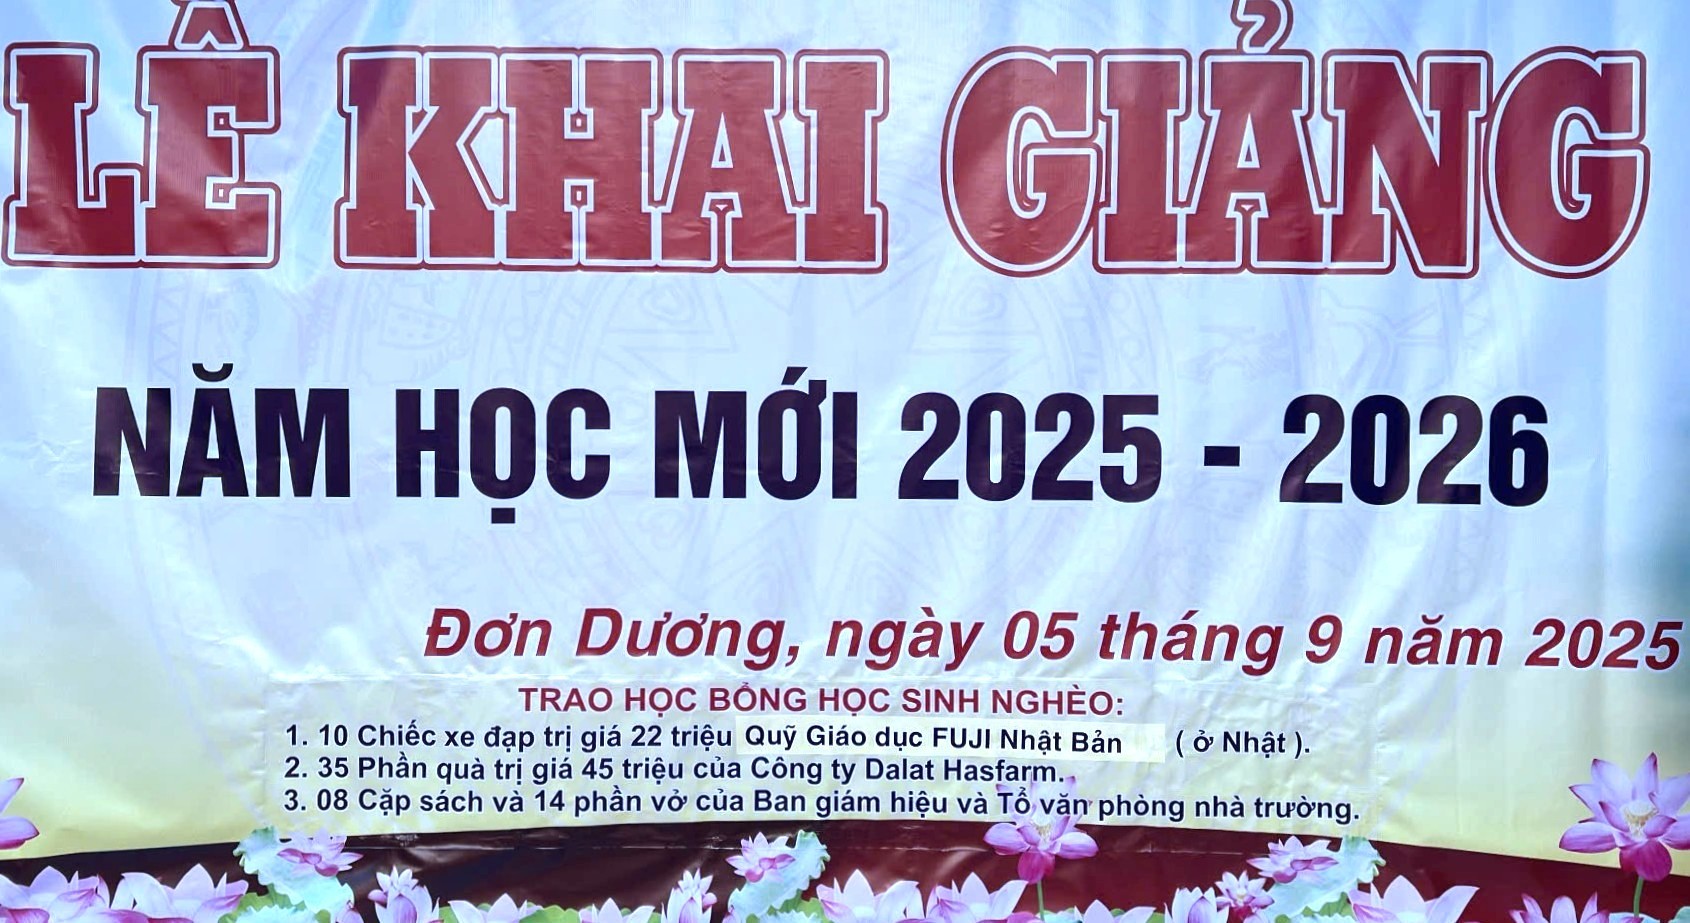 LỄ KHAI GIẢNG
NĂM HỌC MỚI 2025 - 2026
Đơn Dương, ngày 05 tháng 9 năm 2025
TRAO HỌC BỔNG HỌC SINH NGHÈO:
1. 10 Chiếc xe đạp trị giá 22 triệu Quỹ Giáo dục FUJI Nhật Bản ( ở Nhật ).
2. 35 Phần quà trị giá 45 triệu của Công ty Dalat Hasfarm.
3. 08 Cặp sách và 14 phần vở của Ban giám hiệu và Tổ văn phòng nhà trường.